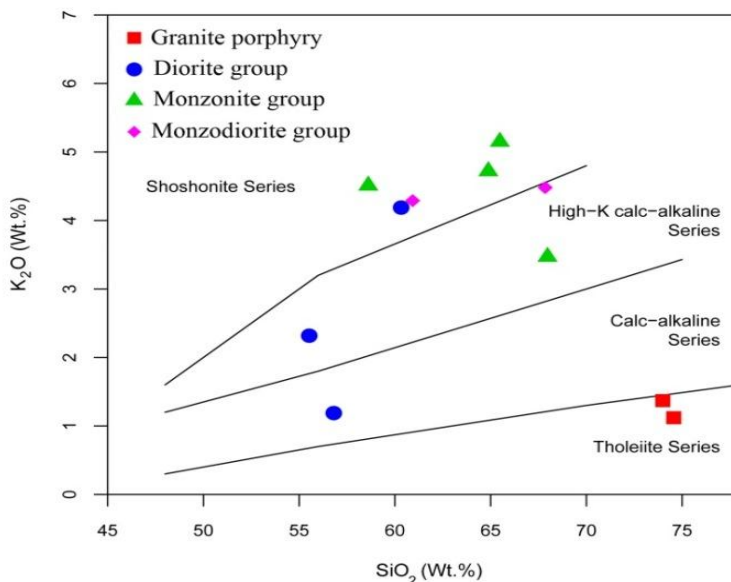 7
6
5
4
3
2
1
0
K₂O (Wt.%)
Granite porphyry
Diorite group
Monzonite group
Monzodiorite group
Shoshonite Series
High−K calc−alkaline
Series
Calc−alkaline
Series
Tholeiite Series
45 50 55 60 65 70 75
SiO₂ (Wt.%)